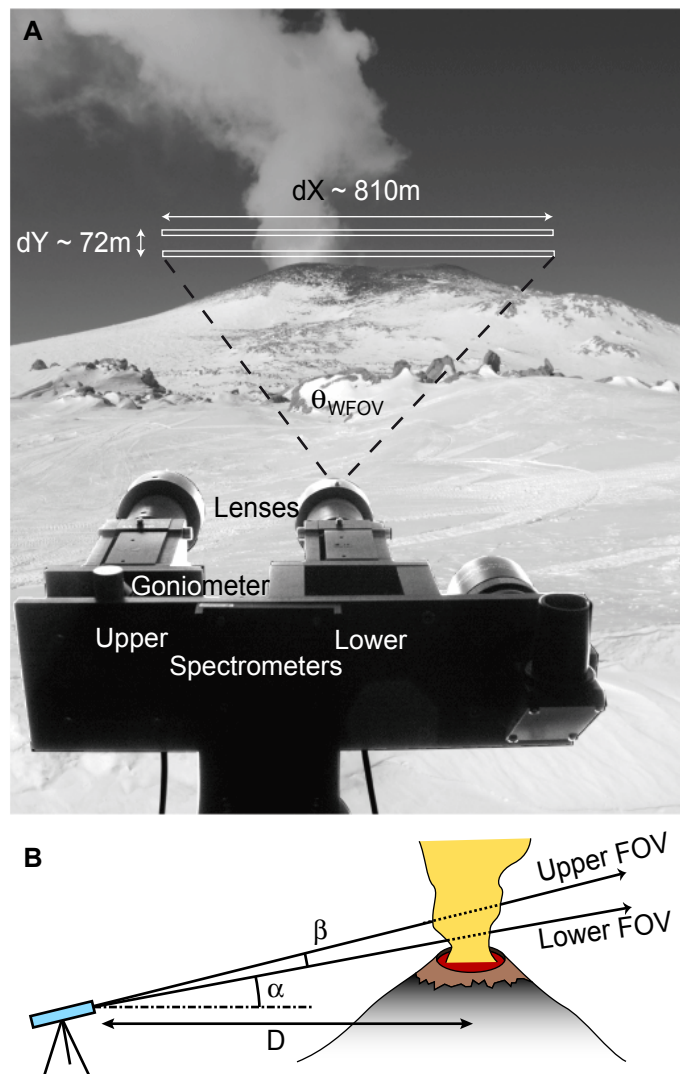 A
dX ~ 810m
dY ~ 72m
θWFOV
Lenses
Goniometer
Upper
Lower
Spectrometers
B
Upper FOV
β
Lower FOV
α
D